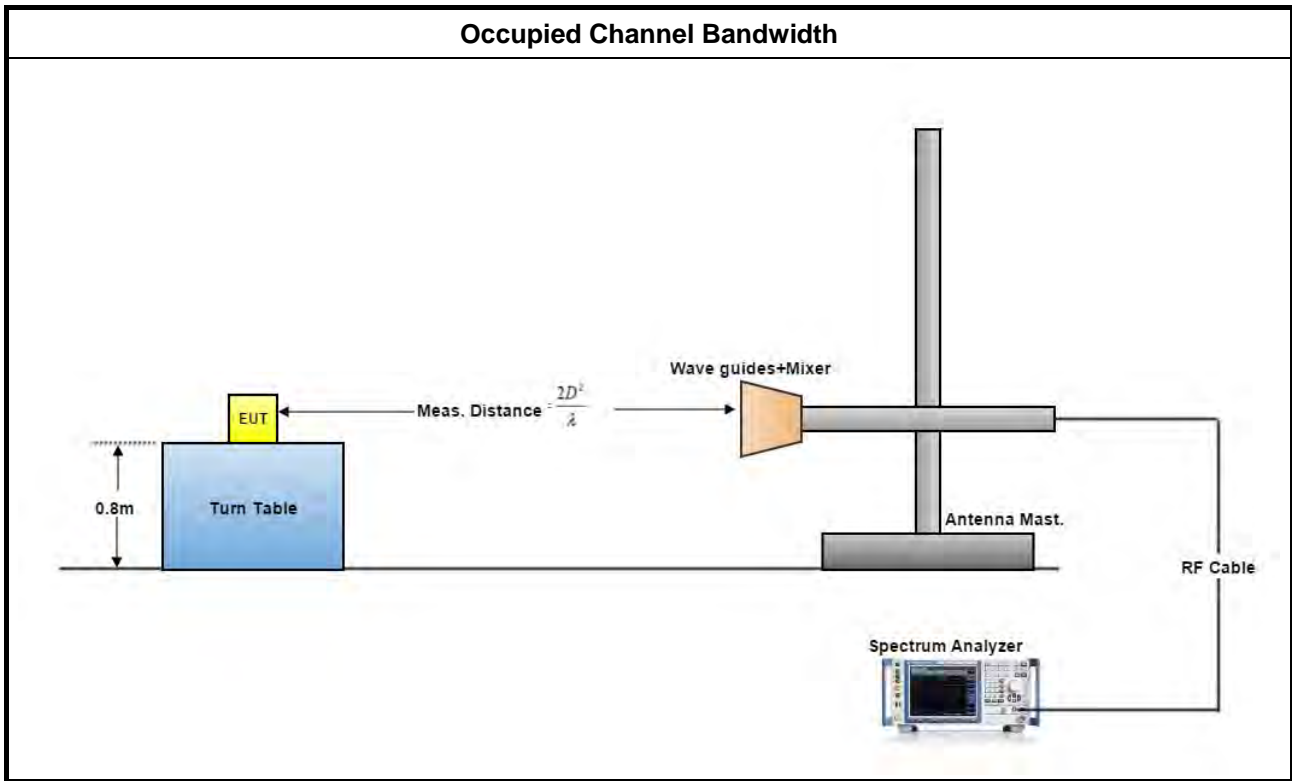 Occupied Channel Bandwidth
Wave guides+Mixer
EUT
Meas. Distance = 2D²/λ
0.8m
Turn Table
Antenna Mast.
RF Cable
Spectrum Analyzer